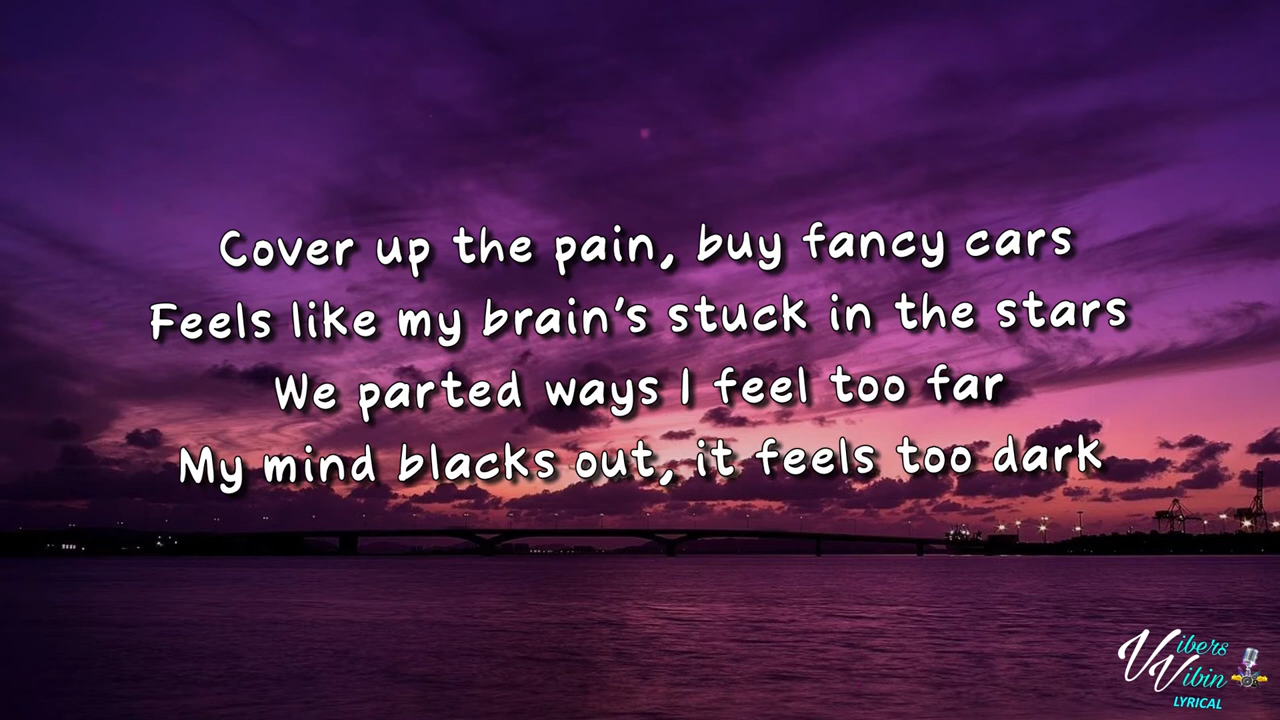 Cover up the pain, buy fancy cars
Feels like my brain's stuck in the stars
We parted ways I feel too far
My mind blacks out, it feels too dark
Vibers
Vibin
LYRICAL